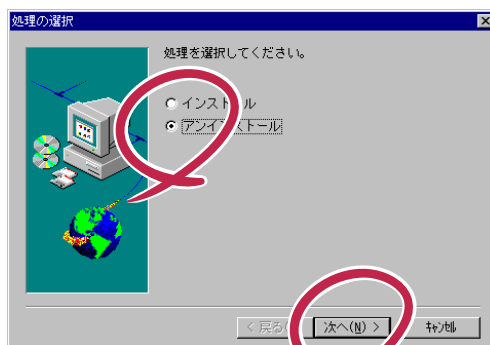 処理の選択
処理を選択してください。
インストール
アンインストール
< 戻る
次へ(N) >
キャンセル